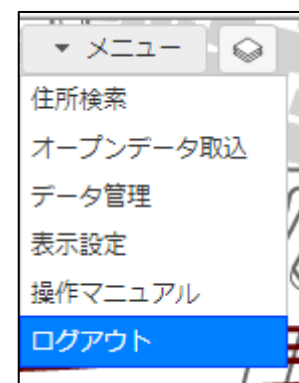 ▼ メニュー
住所検索
オープンデータ取込
データ管理
表示設定
操作マニュアル
ログアウト